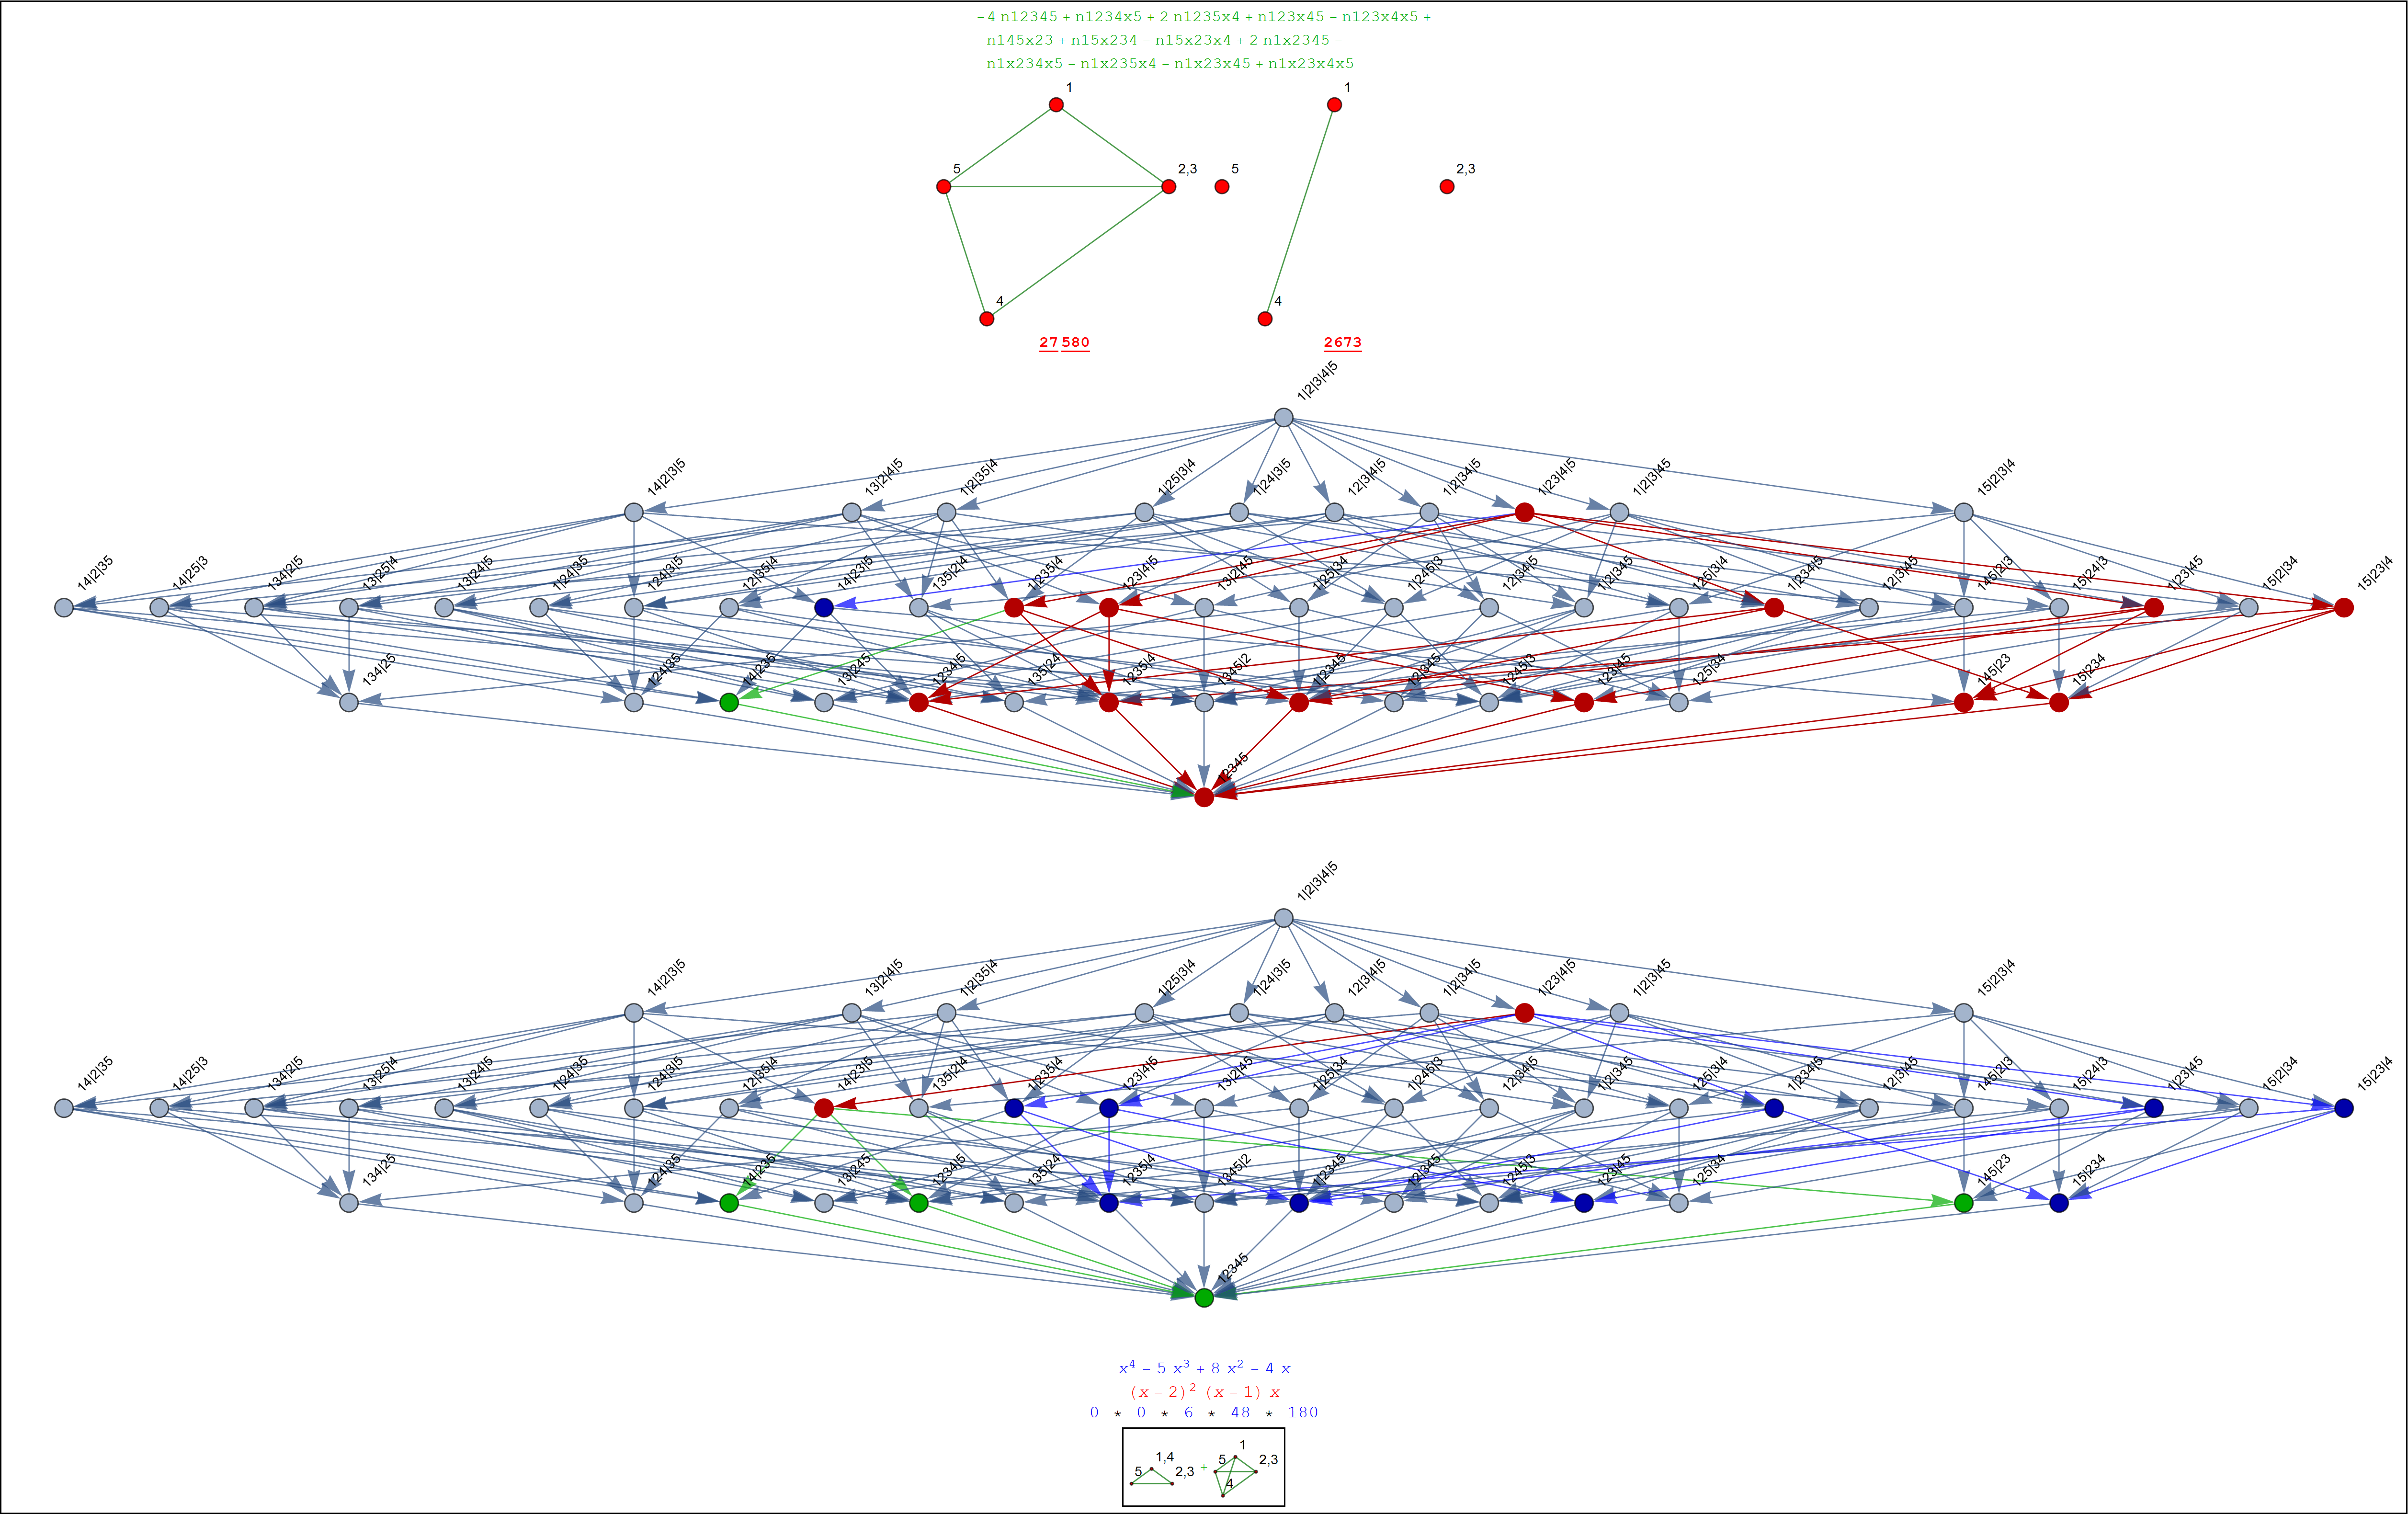 -4 n12345 + n1234x5 + 2 n1235x4 + n123x45 - n123x4x5 +
n145x23 + n15x234 - n15x23x4 + 2 n1x2345 -
n1x234x5 - n1x235x4 - n1x23x45 + n1x23x4x5
1 1
5 2,3 5 2,3
4 4
27 580 2673
1|2|3|4|5
14|2|3|5 13|2|4|5 1|2|35|4 1|25|3|4 1|24|3|5 12|3|4|5 1|2|34|5 1|23|4|5 1|2|3|45 15|2|3|4
14|2|35 14|25|3 134|2|5 13|25|4 13|24|5 1|24|35 124|3|5 12|35|4 14|23|5 135|2|4 1|235|4 123|4|5 13|2|45 1|25|34 1|245|3 12|34|5 1|2|345 125|3|4 1|234|5 12|3|45 145|2|3 15|24|3 1|23|45 15|2|34 15|23|4
134|25 124|35 14|235 13|245 1234|5 135|24 1235|4 1345|2 1|2345 12|345 1245|3 123|45 125|34 145|23 15|234
12345
1|2|3|4|5
14|2|3|5 13|2|4|5 1|2|35|4 1|25|3|4 1|24|3|5 12|3|4|5 1|2|34|5 1|23|4|5 1|2|3|45 15|2|3|4
14|2|35 14|25|3 134|2|5 13|25|4 13|24|5 1|24|35 124|3|5 12|35|4 14|23|5 135|2|4 1|235|4 123|4|5 13|2|45 1|25|34 1|245|3 12|34|5 1|2|345 125|3|4 1|234|5 12|3|45 145|2|3 15|24|3 1|23|45 15|2|34 15|23|4
134|25 124|35 14|235 13|245 1234|5 135|24 1235|4 1345|2 1|2345 12|345 1245|3 123|45 125|34 145|23 15|234
12345
x⁴ - 5 x³ + 8 x² - 4 x
(x - 2)² (x - 1) x
0 * 0 * 6 * 48 * 180
1,4 1
5 2,3 + 5 2,3
4